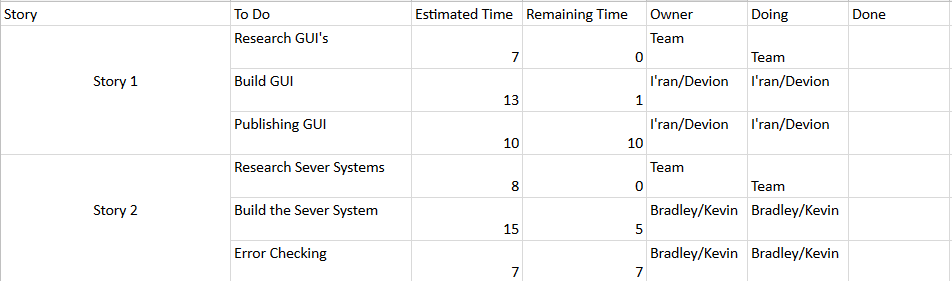 Story To Do Estimated Time Remaining Time Owner Doing Done
Research GUI's 7 0 Team Team
Story 1 Build GUI 13 1 I'ran/Devion I'ran/Devion
Publishing GUI 10 10 I'ran/Devion I'ran/Devion
Research Sever Systems 8 0 Team Team
Story 2 Build the Sever System 15 5 Bradley/Kevin Bradley/Kevin
Error Checking 7 7 Bradley/Kevin Bradley/Kevin